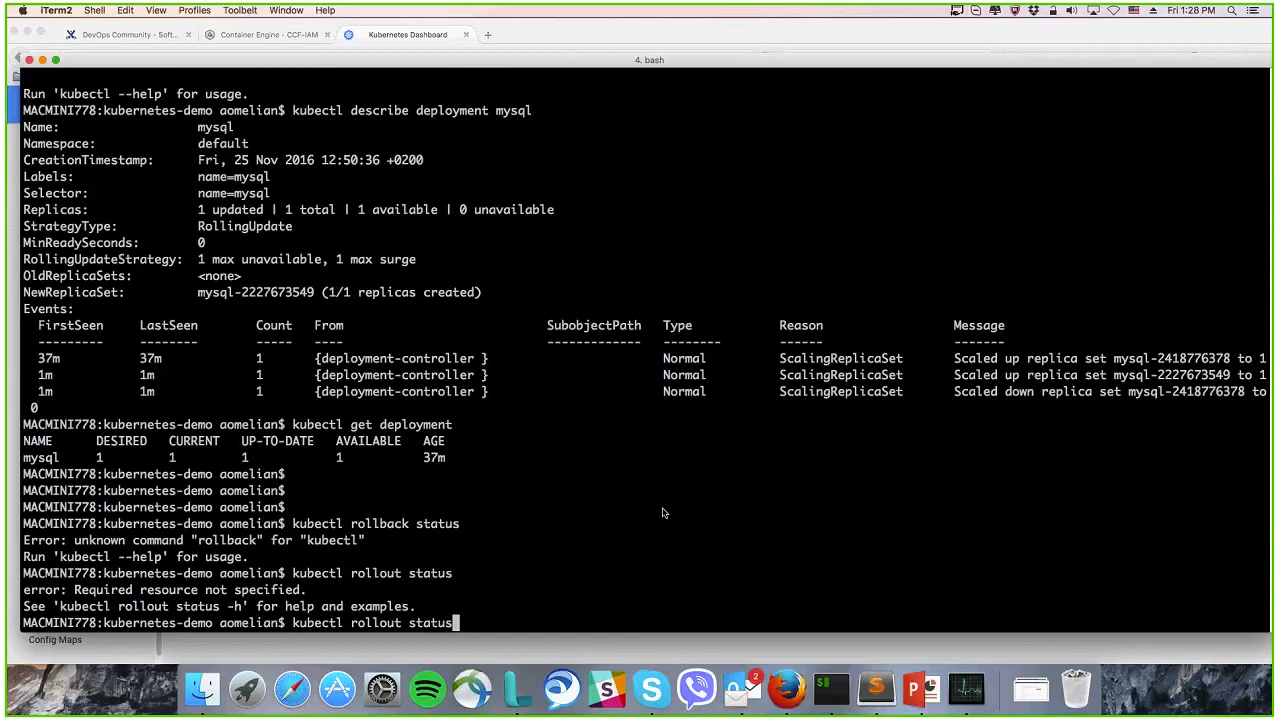 iTerm2 Shell Edit View Profiles Toolbelt Window Help Fri 1:28 PM
DevOps Community - Soft... Container Engine - CCF-IAM Kubernetes Dashboard
4. bash
Run 'kubectl --help' for usage.
MACMINI778:kubernetes-demo aomelian$ kubectl describe deployment mysql
Name: mysql
Namespace: default
CreationTimestamp: Fri, 25 Nov 2016 12:50:36 +0200
Labels: name=mysql
Selector: name=mysql
Replicas: 1 updated | 1 total | 1 available | 0 unavailable
StrategyType: RollingUpdate
MinReadySeconds: 0
RollingUpdateStrategy: 1 max unavailable, 1 max surge
OldReplicaSets: <none>
NewReplicaSet: mysql-2227673549 (1/1 replicas created)
Events:
FirstSeen LastSeen Count From SubobjectPath Type Reason Message
--------- -------- ----- ---- ------------- -------- ------ -------
37m 37m 1 {deployment-controller } Normal ScalingReplicaSet Scaled up replica set mysql-2418776378 to 1
1m 1m 1 {deployment-controller } Normal ScalingReplicaSet Scaled up replica set mysql-2227673549 to 1
1m 1m 1 {deployment-controller } Normal ScalingReplicaSet Scaled down replica set mysql-2418776378 to
0
MACMINI778:kubernetes-demo aomelian$ kubectl get deployment
NAME DESIRED CURRENT UP-TO-DATE AVAILABLE AGE
mysql 1 1 1 1 37m
MACMINI778:kubernetes-demo aomelian$
MACMINI778:kubernetes-demo aomelian$
MACMINI778:kubernetes-demo aomelian$
MACMINI778:kubernetes-demo aomelian$ kubectl rollback status
Error: unknown command "rollback" for "kubectl"
Run 'kubectl --help' for usage.
MACMINI778:kubernetes-demo aomelian$ kubectl rollout status
error: Required resource not specified.
See 'kubectl rollout status -h' for help and examples.
MACMINI778:kubernetes-demo aomelian$ kubectl rollout status
Config Maps
2